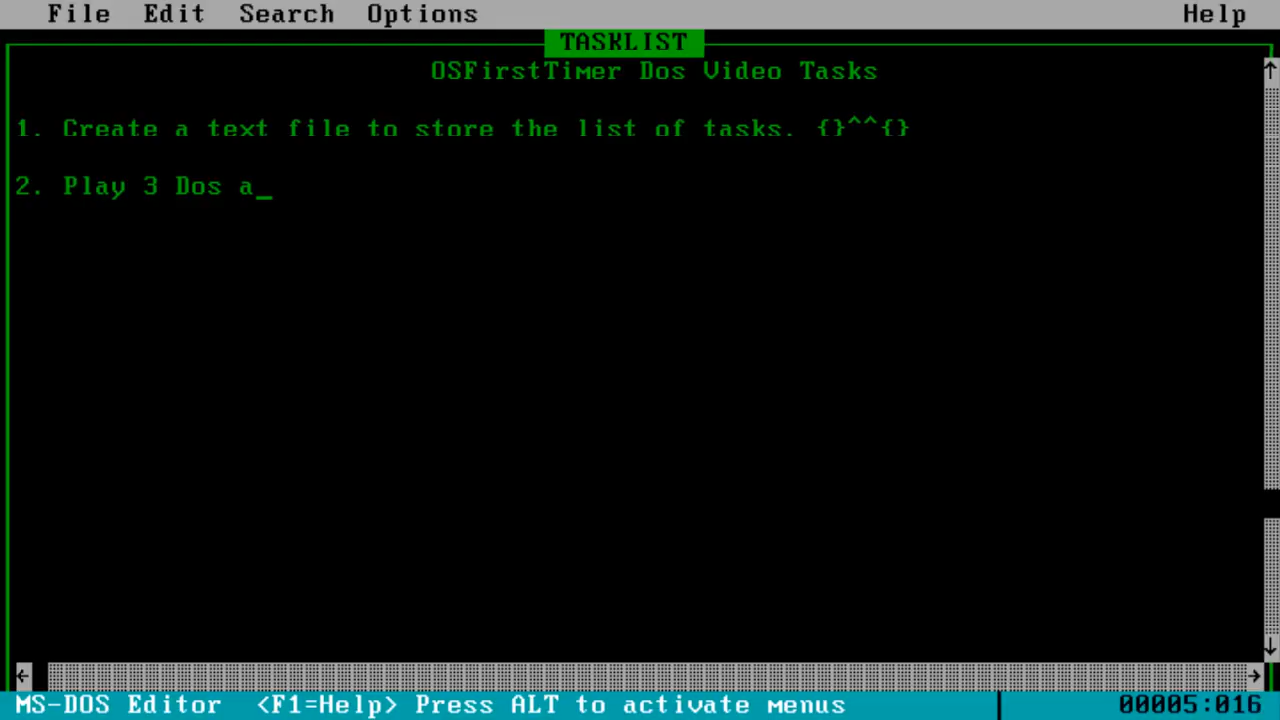 File Edit Search Options Help
TASKLIST
OSFirstTimer Dos Video Tasks
1. Create a text file to store the list of tasks. {}^^{}
2. Play 3 Dos a_
MS-DOS Editor <F1=Help> Press ALT to activate menus 00005:016